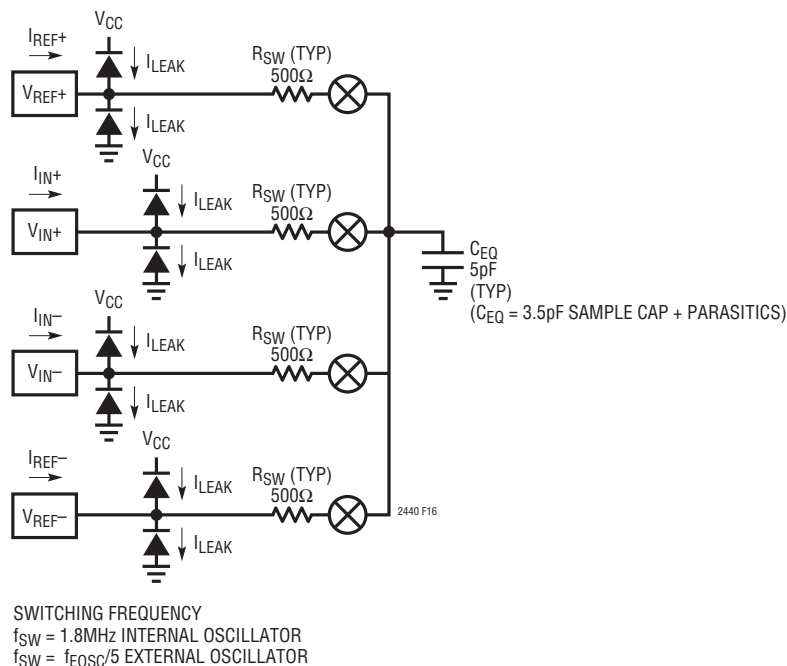 VCC
IREF+
ILEAK
RSW (TYP)
500Ω
VREF+
ILEAK
VCC
IIN+
ILEAK
RSW (TYP)
500Ω
VIN+
ILEAK
CEQ
5pF
(TYP)
(CEQ = 3.5pF SAMPLE CAP + PARASITICS)
VCC
IIN–
ILEAK
RSW (TYP)
500Ω
VIN–
ILEAK
VCC
IREF–
ILEAK
RSW (TYP)
500Ω
VREF–
2440 F16
ILEAK
SWITCHING FREQUENCY
fSW = 1.8MHz INTERNAL OSCILLATOR
fSW = fEOSC/5 EXTERNAL OSCILLATOR